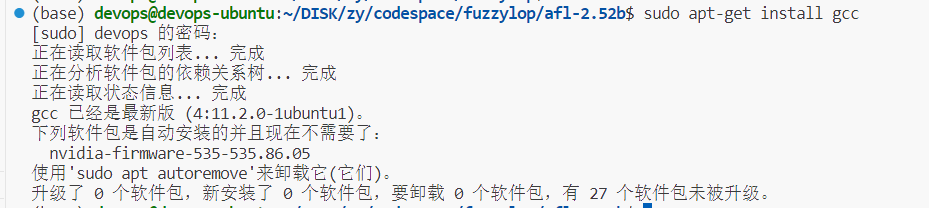 (base) devops@devops-ubuntu:~/DISK/zy/codespace/fuzzylop/afl-2.52b$ sudo apt-get install gcc
[sudo] devops 的密码：
正在读取软件包列表... 完成
正在分析软件包的依赖关系树... 完成
正在读取状态信息... 完成
gcc 已经是最新版 (4:11.2.0-1ubuntu1)。
下列软件包是自动安装的并且现在不需要了：
  nvidia-firmware-535-535.86.05
使用'sudo apt autoremove'来卸载它(它们)。
升级了 0 个软件包，新安装了 0 个软件包，要卸载 0 个软件包，有 27 个软件包未被升级。